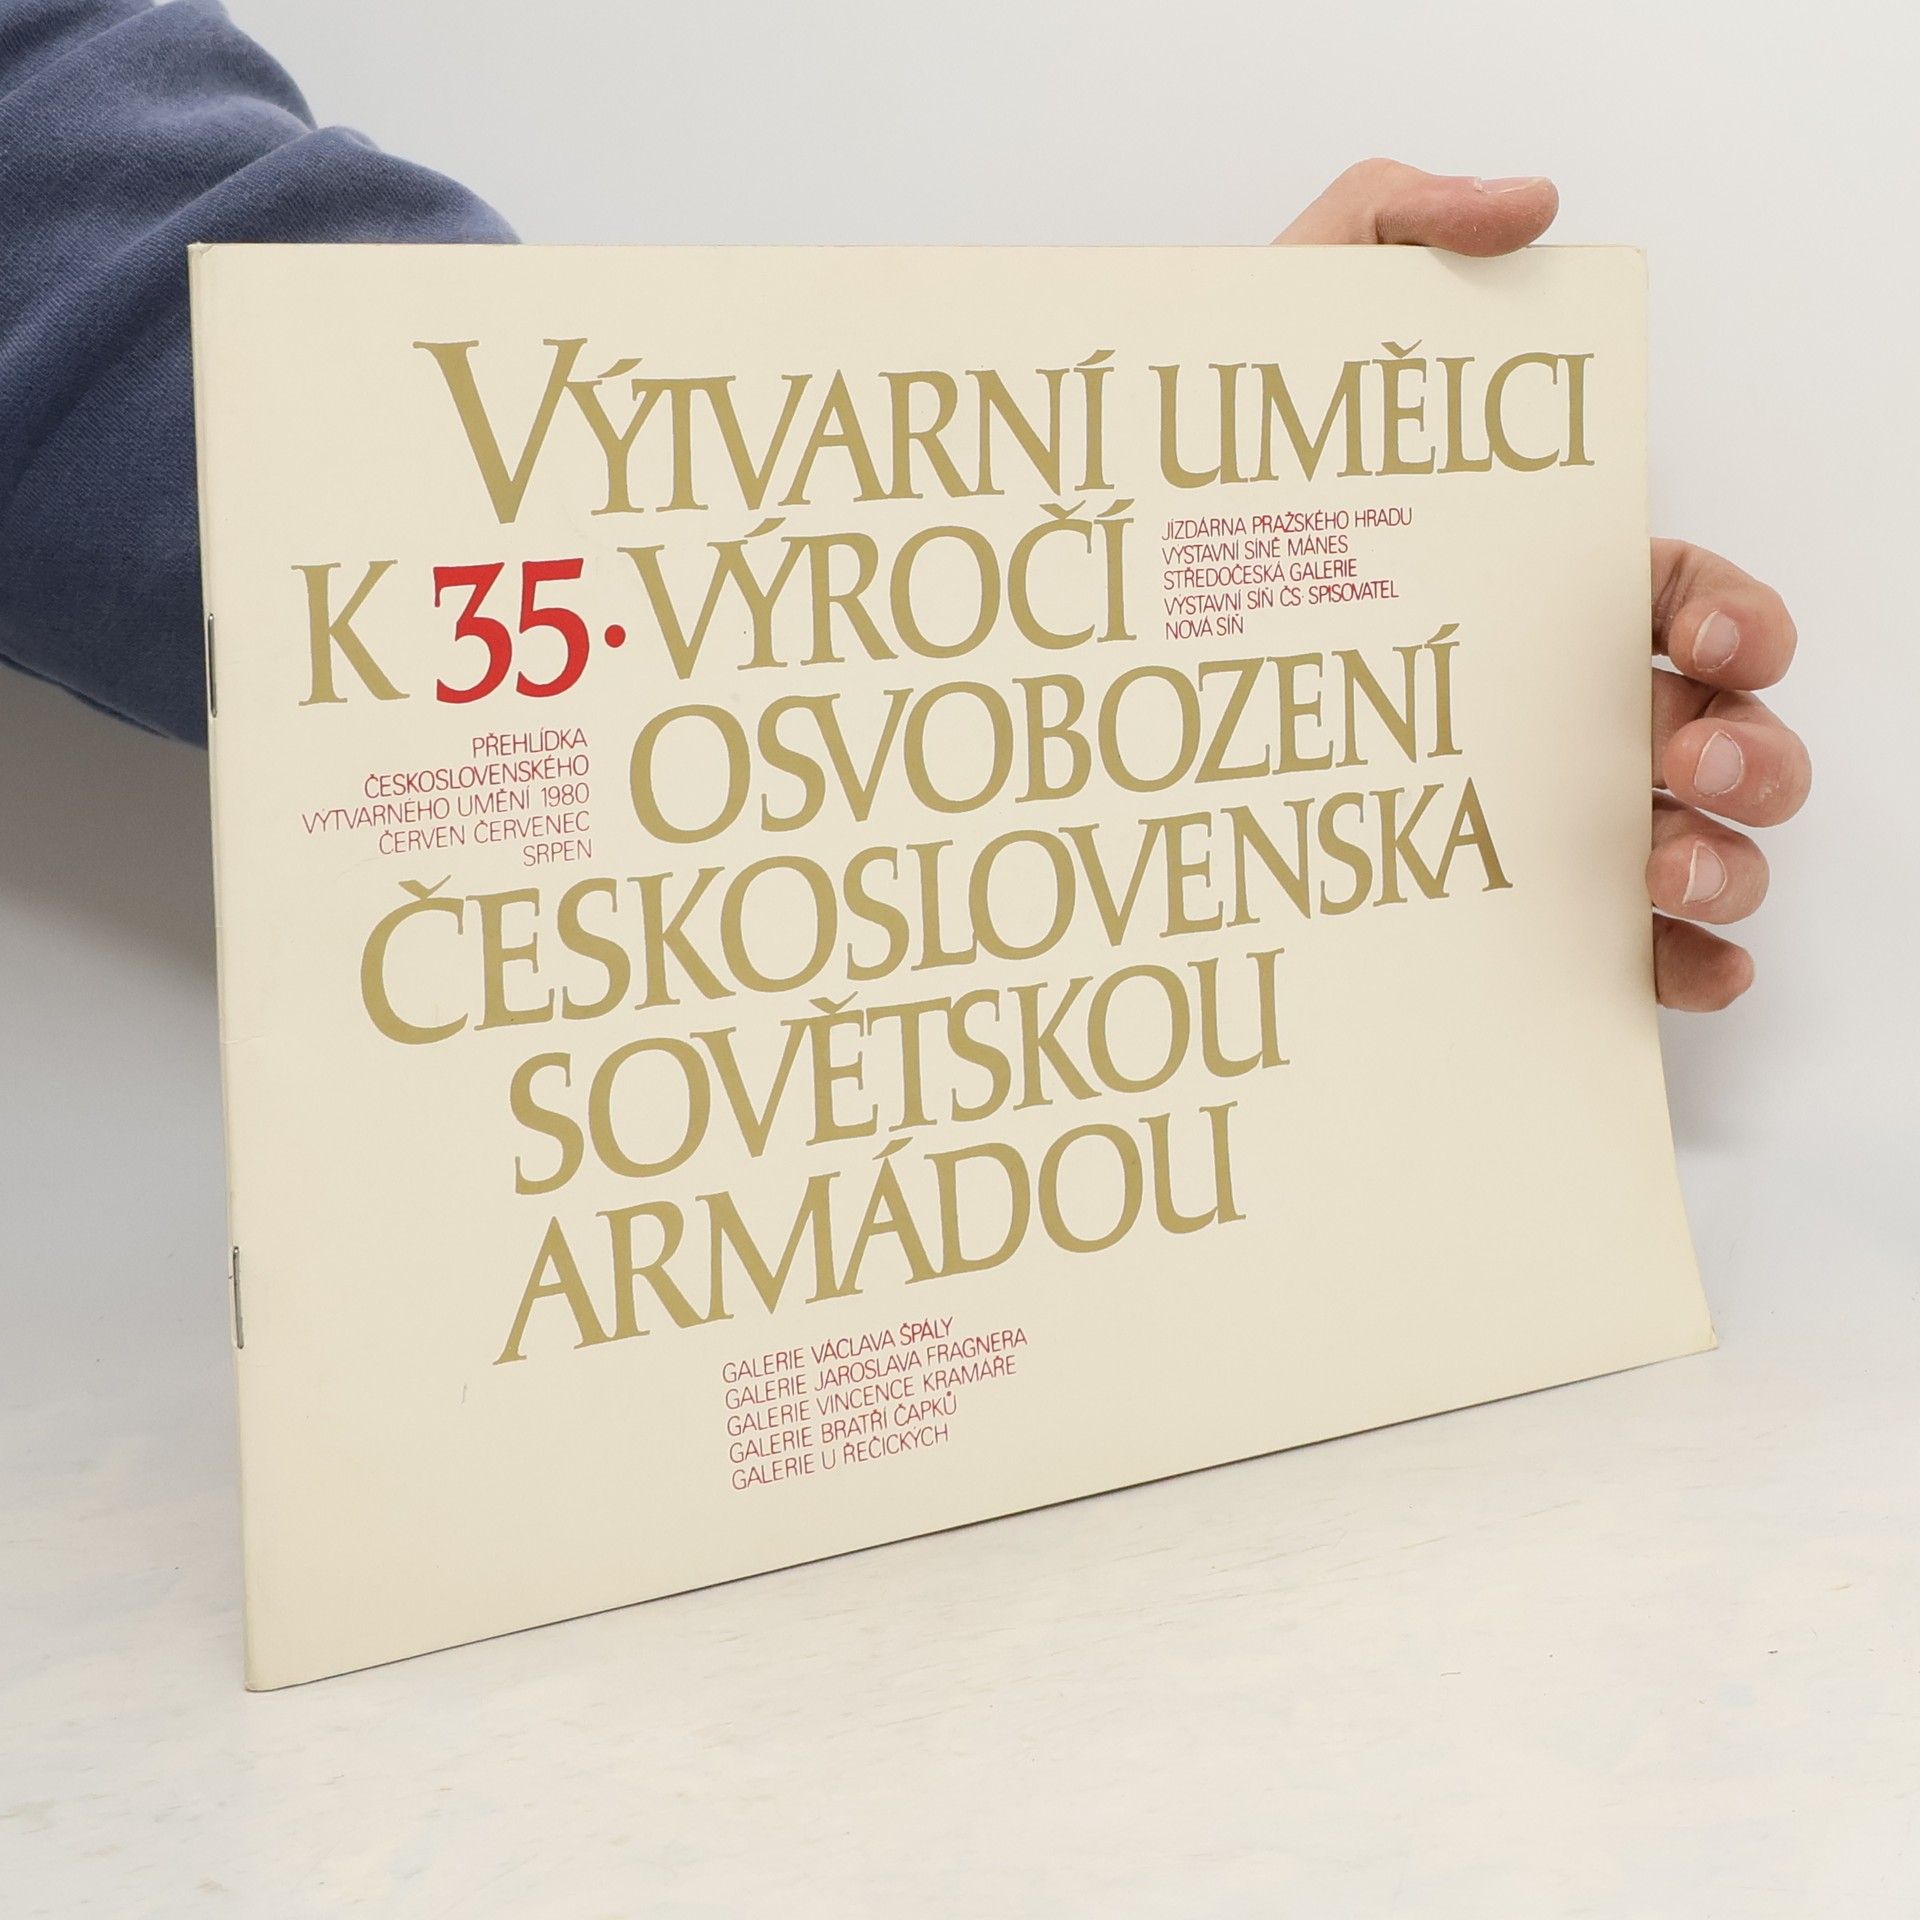 VÝTVARNÍ UMĚLCI
K 35. VÝROČÍ
JÍZDÁRNA PRAŽSKÉHO HRADU
VÝSTAVNÍ SÍNĚ MÁNES
STŘEDOČESKÁ GALERIE
VÝSTAVNÍ SÍŇ ČS. SPISOVATEL
NOVÁ SÍŇ
PŘEHLÍDKA
ČESKOSLOVENSKÉHO
VÝTVARNÉHO UMĚNÍ 1980
ČERVEN ČERVENEC
SRPEN
OSVOBOZENÍ
ČESKOSLOVENSKA
SOVĚTSKOU
ARMÁDOU
GALERIE VÁCLAVA ŠPÁLY
GALERIE JAROSLAVA FRAGNERA
GALERIE VINCENCE KRAMÁŘE
GALERIE BRATŘÍ ČAPKŮ
GALERIE U ŘEČICKÝCH